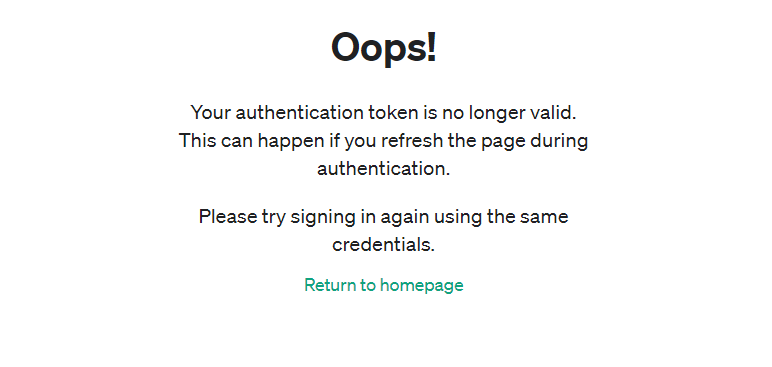 Oops!
Your authentication token is no longer valid.
This can happen if you refresh the page during
authentication.
Please try signing in again using the same
credentials.
Return to homepage